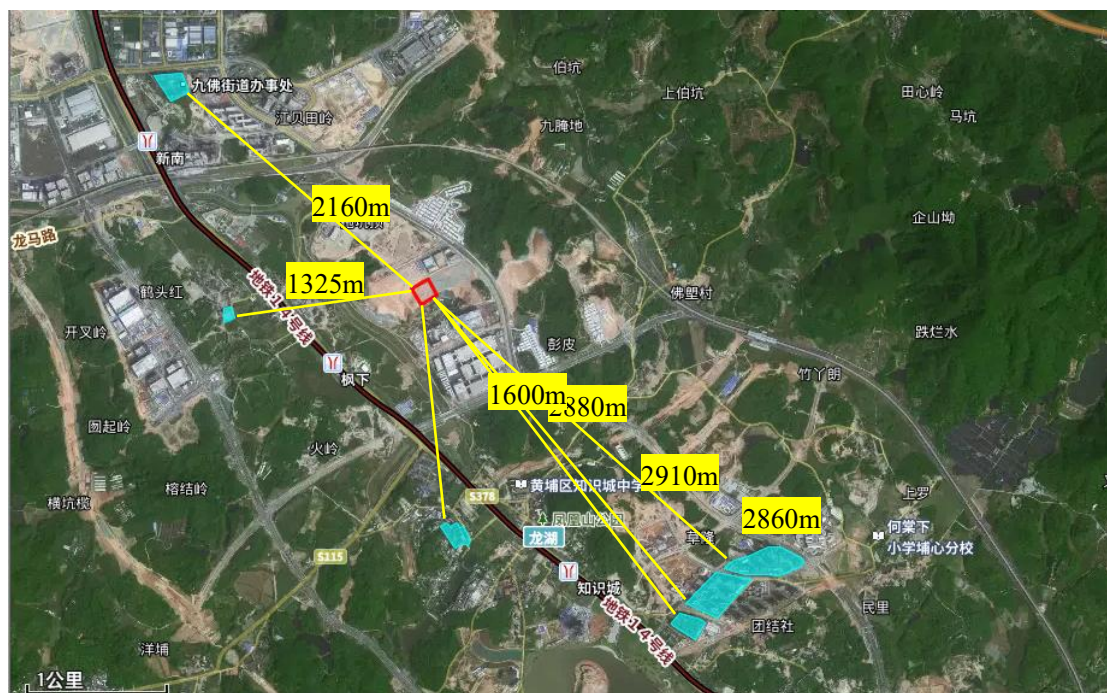 伯坑
九佛街道办事处
上伯坑
田心岭
江贝田岭
九腌地
马坑
新南
2160m
企山坳
龙马路
地铁14号线
1325m
鹤头红
佛塱村
开叉岭
彭皮
跌烂水
枫下
竹丫朗
1600m
2880m
囫起岭
火岭
2910m
榕结岭
黄埔区知识城中学
横坑榄
S378
上罗
2860m
凤凰山公园
何棠下
小学埔心分校
龙湖
草隆
S115
知识城
地铁14号线
民里
团结社
洋埔
1公里